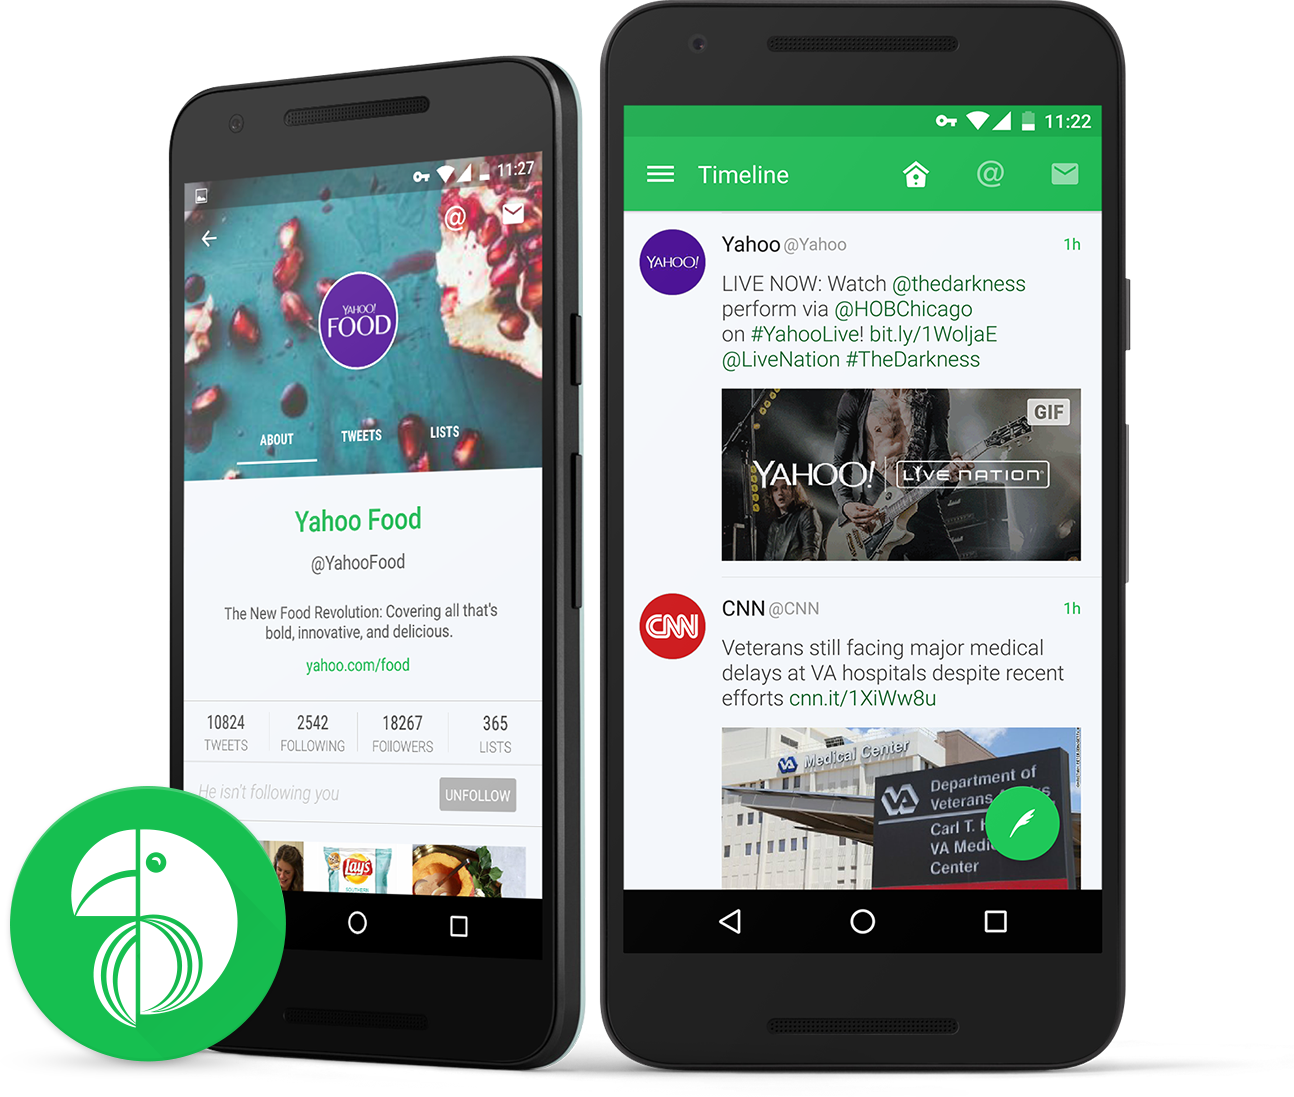 11:27
@
YAHOO!
FOOD
ABOUT
TWEETS
LISTS
Yahoo Food
@YahooFood
The New Food Revolution: Covering all that's
bold, innovative, and delicious.
yahoo.com/food
10824
2542
18267
365
TWEETS
FOLLOWING
FOllOWERS
LISTS
He isn't following you
UNFOLLOW
Lay's
SOUTHERN
11:22
Timeline
@
YAHOO!
Yahoo @Yahoo
1h
LIVE NOW: Watch @thedarkness
perform via @HOBChicago
on #YahooLive! bit.ly/1WoljaE
@LiveNation #TheDarkness
GIF
YAHOO! LIVE NATION
CNN
CNN @CNN
1h
Veterans still facing major medical
delays at VA hospitals despite recent
efforts cnn.it/1XiWw8u
VA Medical Center
VA
Department of
Veterans
Carl T.
VA
Center